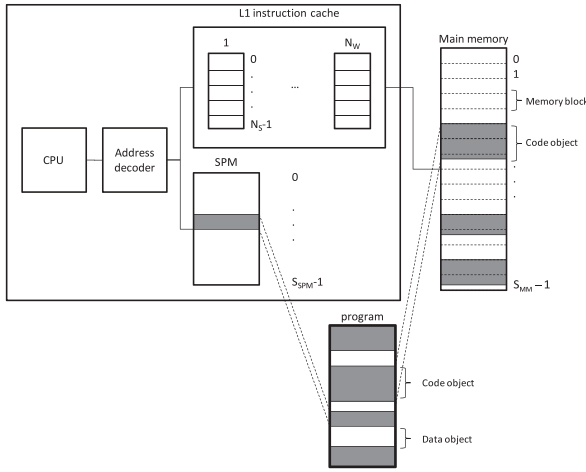 L1 instruction cache
1
N_W
Main memory
0
.
.
.
N_S-1
...
0
1
Memory block
Code object
.
.
.
S_MM – 1
CPU
Address
decoder
SPM
0
.
.
.
S_SPM-1
program
Code object
Data object